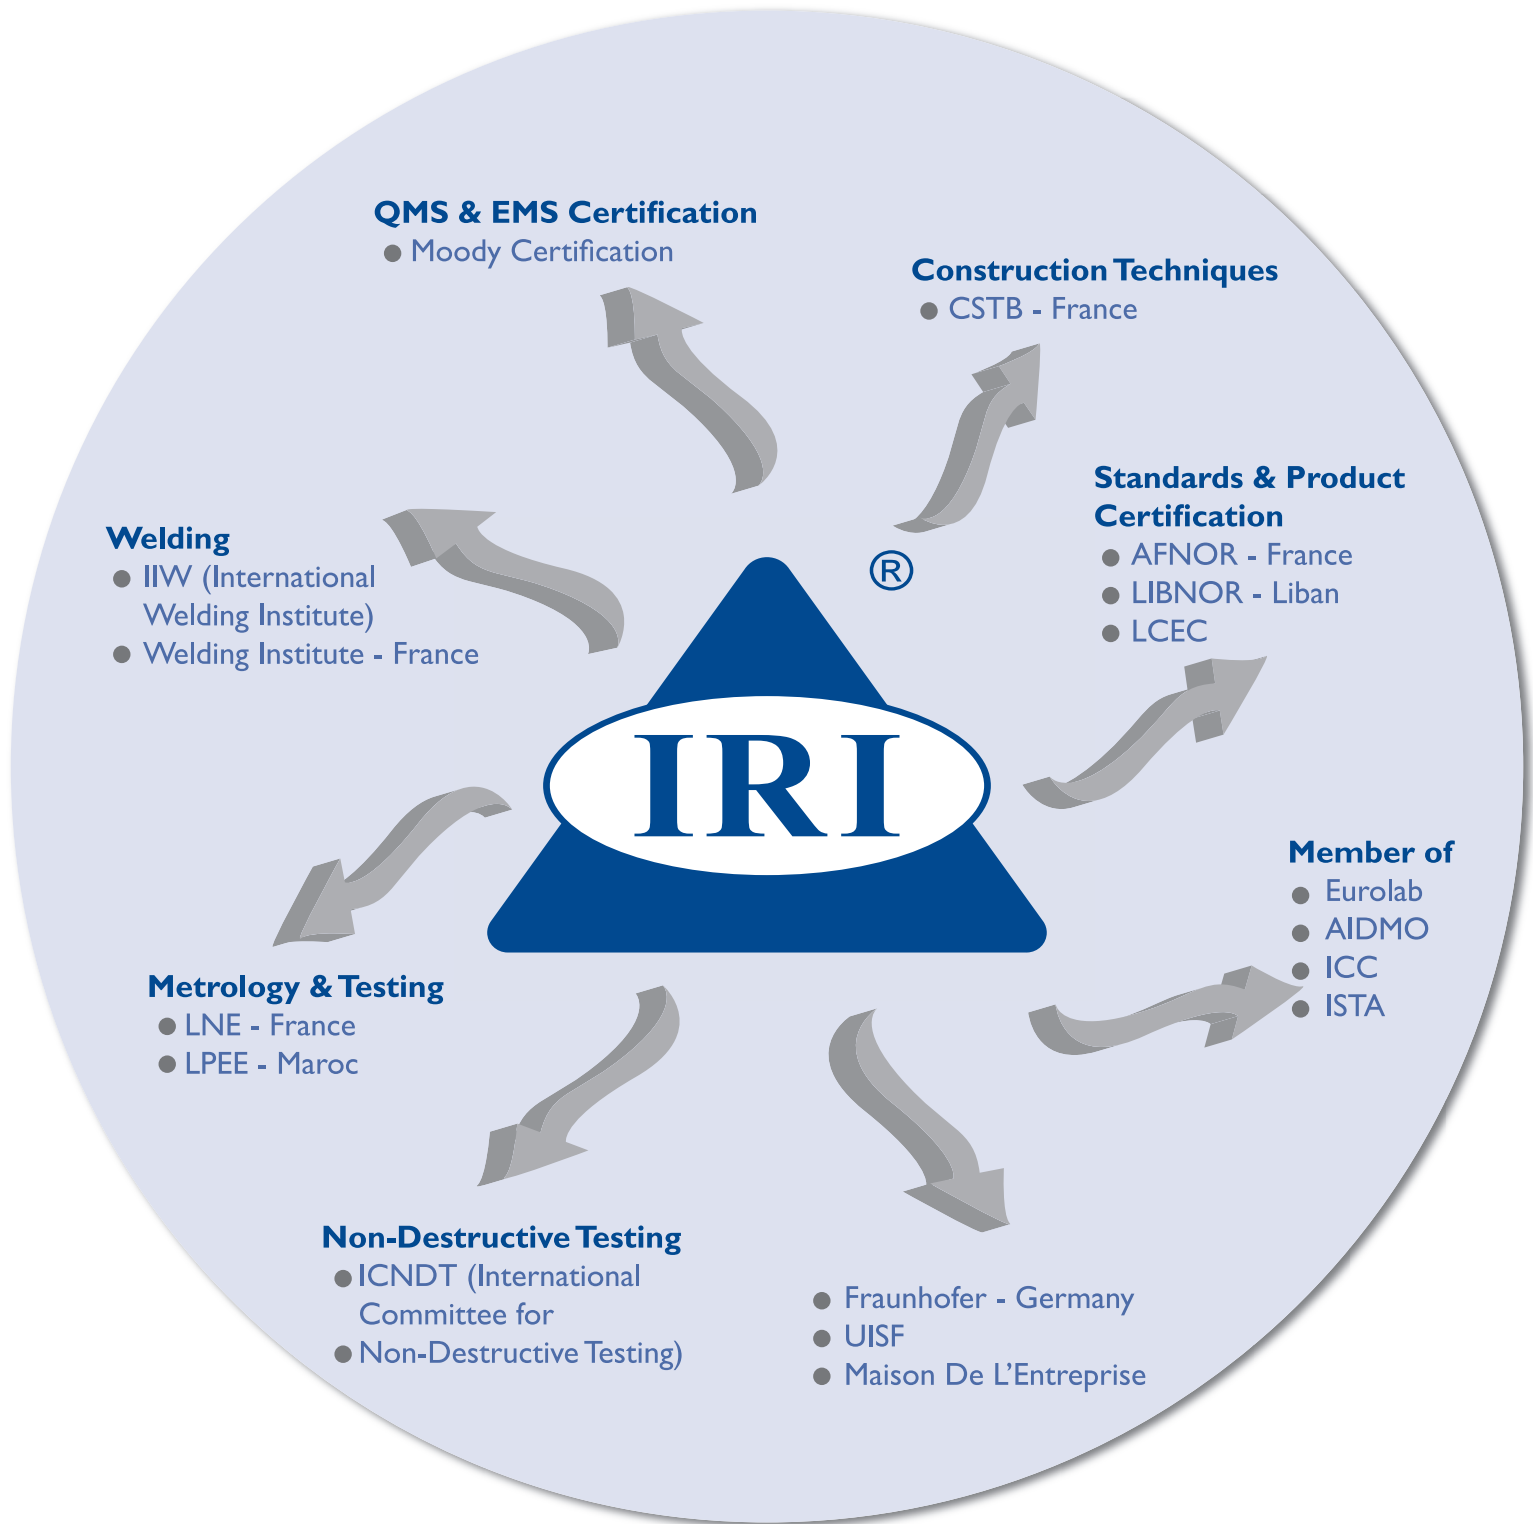 QMS & EMS Certification
● Moody Certification
Construction Techniques
● CSTB - France
Standards & Product
Certification
● AFNOR - France
● LIBNOR - Liban
● LCEC
Welding
● IIW (International
Welding Institute)
● Welding Institute - France
®
IRI
Member of
● Eurolab
● AIDMO
● ICC
● ISTA
Metrology & Testing
● LNE - France
● LPEE - Maroc
Non-Destructive Testing
● ICNDT (International
Committee for
● Non-Destructive Testing)
● Fraunhofer - Germany
● UISF
● Maison De L'Entreprise